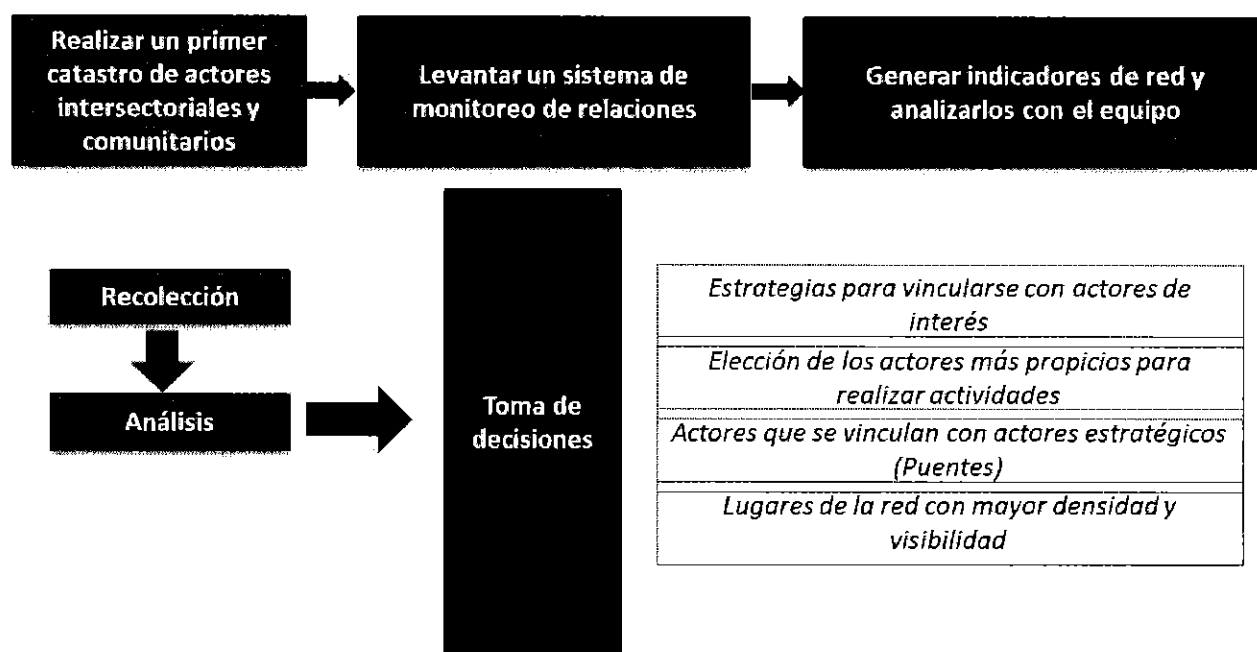 Realizar un primer
catastro de actores
intersectoriales y
comunitarios
Levantar un sistema de
monitoreo de relaciones
Generar indicadores de red y
analizarlos con el equipo
Recolección
Análisis
Toma de
decisiones
Estrategias para vincularse con actores de
interés
Elección de los actores más propicios para
realizar actividades
Actores que se vinculan con actores estratégicos
(Puentes)
Lugares de la red con mayor densidad y
visibilidad